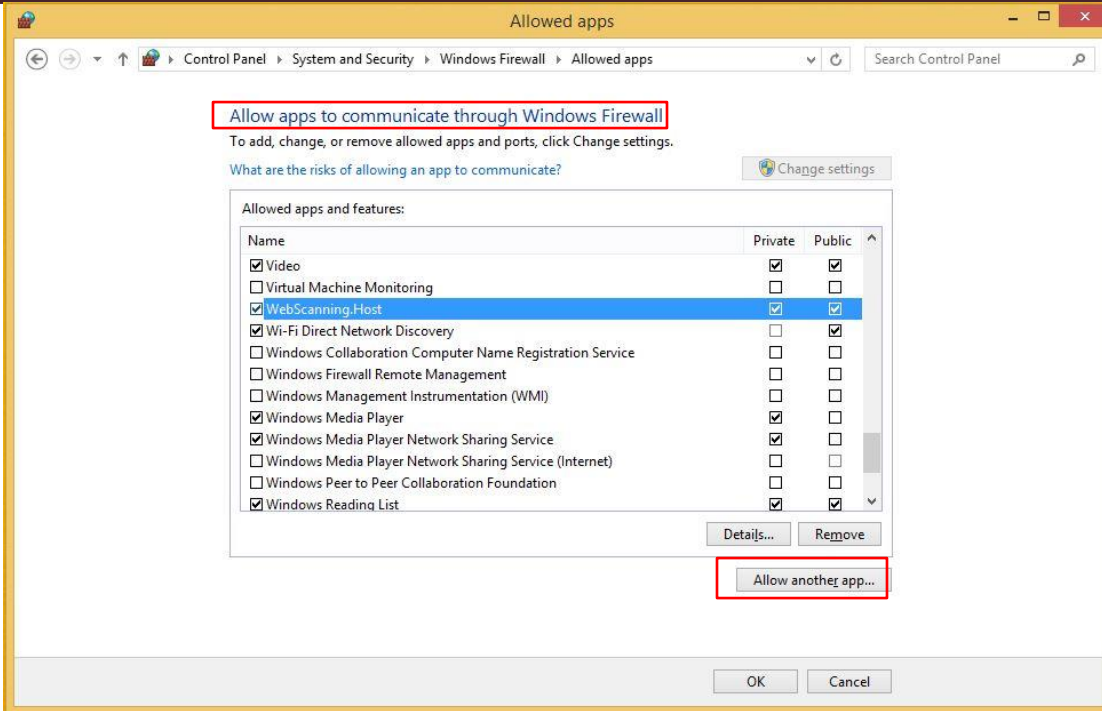 Allowed apps
Control Panel System and Security Windows Firewall Allowed apps
Search Control Panel
Allow apps to communicate through Windows Firewall
To add, change, or remove allowed apps and ports, click Change settings.
What are the risks of allowing an app to communicate?
Change settings
Allowed apps and features:
Name Private Public
Video
Virtual Machine Monitoring
WebScanning.Host
Wi-Fi Direct Network Discovery
Windows Collaboration Computer Name Registration Service
Windows Firewall Remote Management
Windows Management Instrumentation (WMI)
Windows Media Player
Windows Media Player Network Sharing Service
Windows Media Player Network Sharing Service (Internet)
Windows Peer to Peer Collaboration Foundation
Windows Reading List
Details... Remove
Allow another app...
OK Cancel